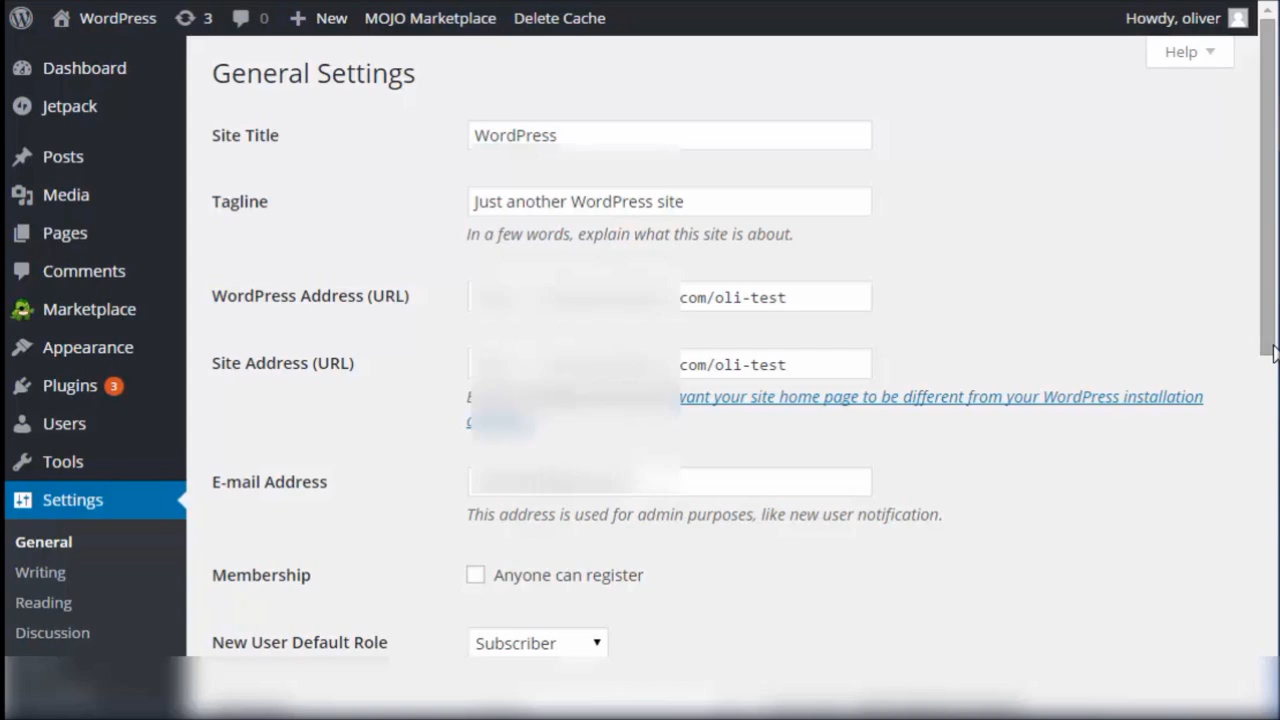 WordPress 3 0 New MOJO Marketplace Delete Cache Howdy, oliver
Dashboard
Jetpack
Posts
Media
Pages
Comments
Marketplace
Appearance
Plugins 3
Users
Tools
Settings
General
Writing
Reading
Discussion
Help
General Settings
Site Title WordPress
Tagline Just another WordPress site
In a few words, explain what this site is about.
WordPress Address (URL) com/oli-test
Site Address (URL) com/oli-test
want your site home page to be different from your WordPress installation
E-mail Address
This address is used for admin purposes, like new user notification.
Membership Anyone can register
New User Default Role Subscriber